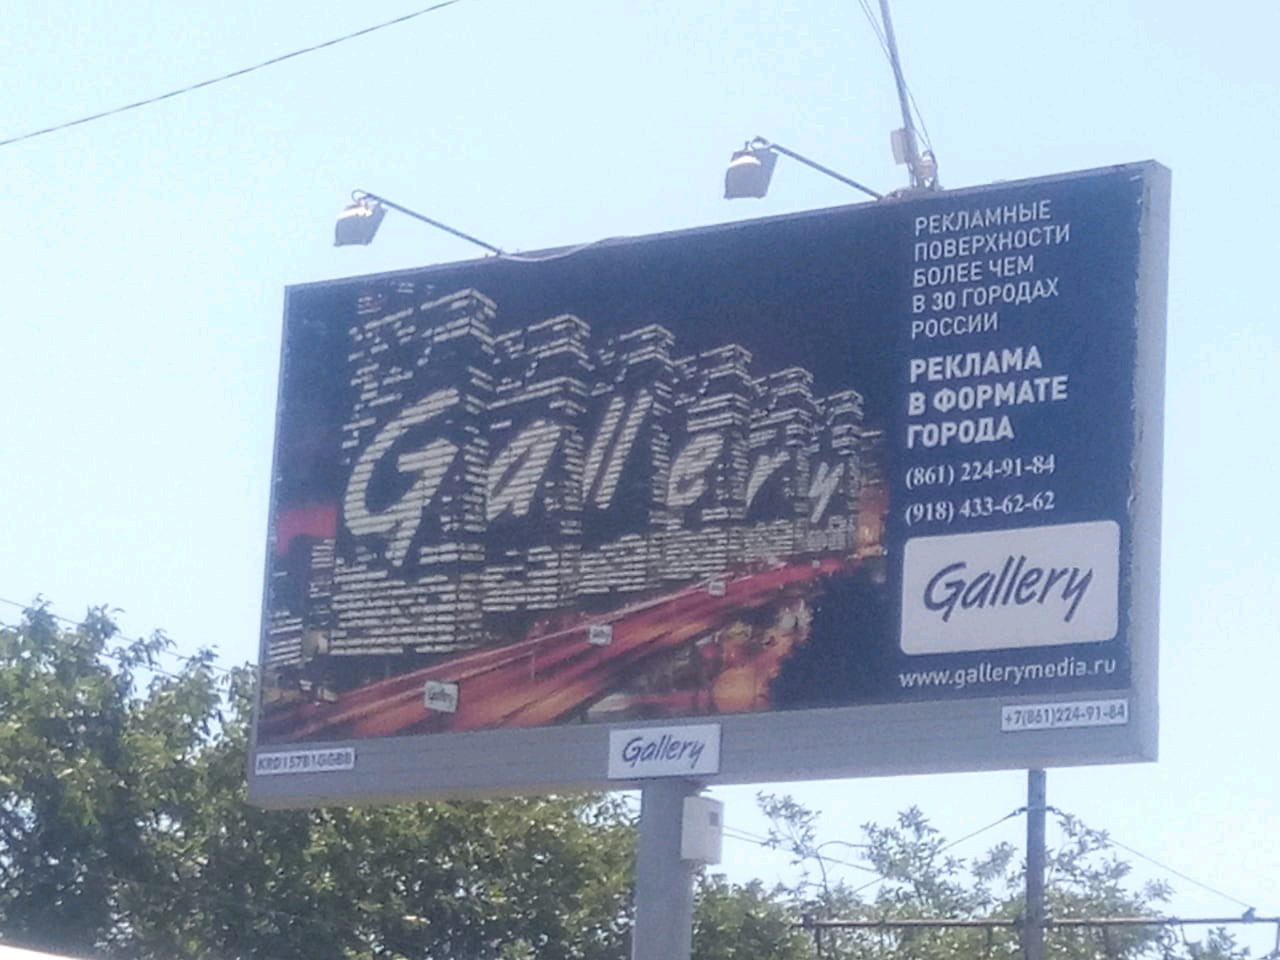 Gallery
РЕКЛАМНЫЕ
ПОВЕРХНОСТИ
БОЛЕЕ ЧЕМ
В 30 ГОРОДАХ
РОССИИ
РЕКЛАМА
В ФОРМАТЕ
ГОРОДА
(861) 224-91-84
(918) 433-62-62
Gallery
www.gallerymedia.ru
Gallery
+7(861)224-91-84
Gallery